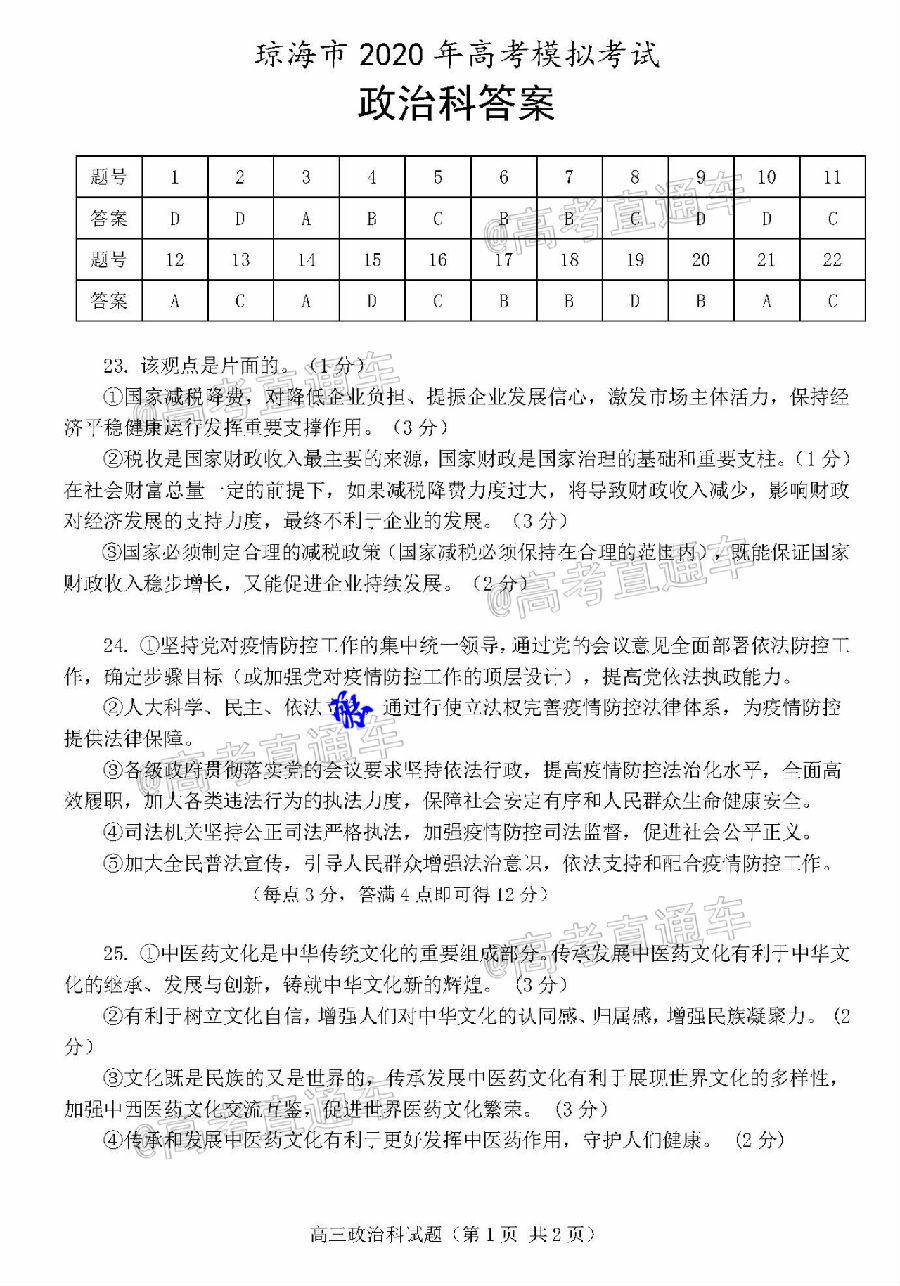 琼海市 2020 年高考模拟考试
政治科答案
题号 1 2 3 4 5 6 7 8 9 10 11
答案 D D A B C B B C D D C
题号 12 13 14 15 16 17 18 19 20 21 22
答案 A C A D C B B D B A C
23. 该观点是片面的。（1 分）
①国家减税降费，对降低企业负担、提振企业发展信心，激发市场主体活力，保持经
济平稳健康运行发挥重要支撑作用。（3 分）
②税收是国家财政收入最主要的来源，国家财政是国家治理的基础和重要支柱。（1 分）
在社会财富总量一定的前提下，如果减税降费力度过大，将导致财政收入减少，影响财政
对经济发展的支持力度，最终不利于企业的发展。（3 分）
③国家必须制定合理的减税政策（国家减税必须保持在合理的范围内），既能保证国家
财政收入稳步增长，又能促进企业持续发展。（2 分）
24. ①坚持党对疫情防控工作的集中统一领导，通过党的会议意见全面部署依法防控工
作，确定步骤目标（或加强党对疫情防控工作的顶层设计），提高党依法执政能力。
②人大科学、民主、依法 通过行使立法权完善疫情防控法律体系，为疫情防控
提供法律保障。
③各级政府贯彻落实党的会议要求坚持依法行政，提高疫情防控法治化水平，全面高
效履职，加大各类违法行为的执法力度，保障社会安定有序和人民群众生命健康安全。
④司法机关坚持公正司法严格执法，加强疫情防控司法监督，促进社会公平正义。
⑤加大全民普法宣传，引导人民群众增强法治意识，依法支持和配合疫情防控工作。
（每点 3 分，答满 4 点即可得 12 分）
25. ①中医药文化是中华传统文化的重要组成部分。传承发展中医药文化有利于中华文
化的继承、发展与创新，铸就中华文化新的辉煌。（3 分）
②有利于树立文化自信，增强人们对中华文化的认同感、归属感，增强民族凝聚力。（2
分）
③文化既是民族的又是世界的，传承发展中医药文化有利于展现世界文化的多样性，
加强中西医药文化交流互鉴，促进世界医药文化繁荣。（3 分）
④传承和发展中医药文化有利于更好发挥中医药作用，守护人们健康。（2 分）
高三政治科试题（第 1 页 共 2 页）
@高考直通车
@高考直通车
@高考直通车
@高考直通车
@高考直通车
@高考直通车